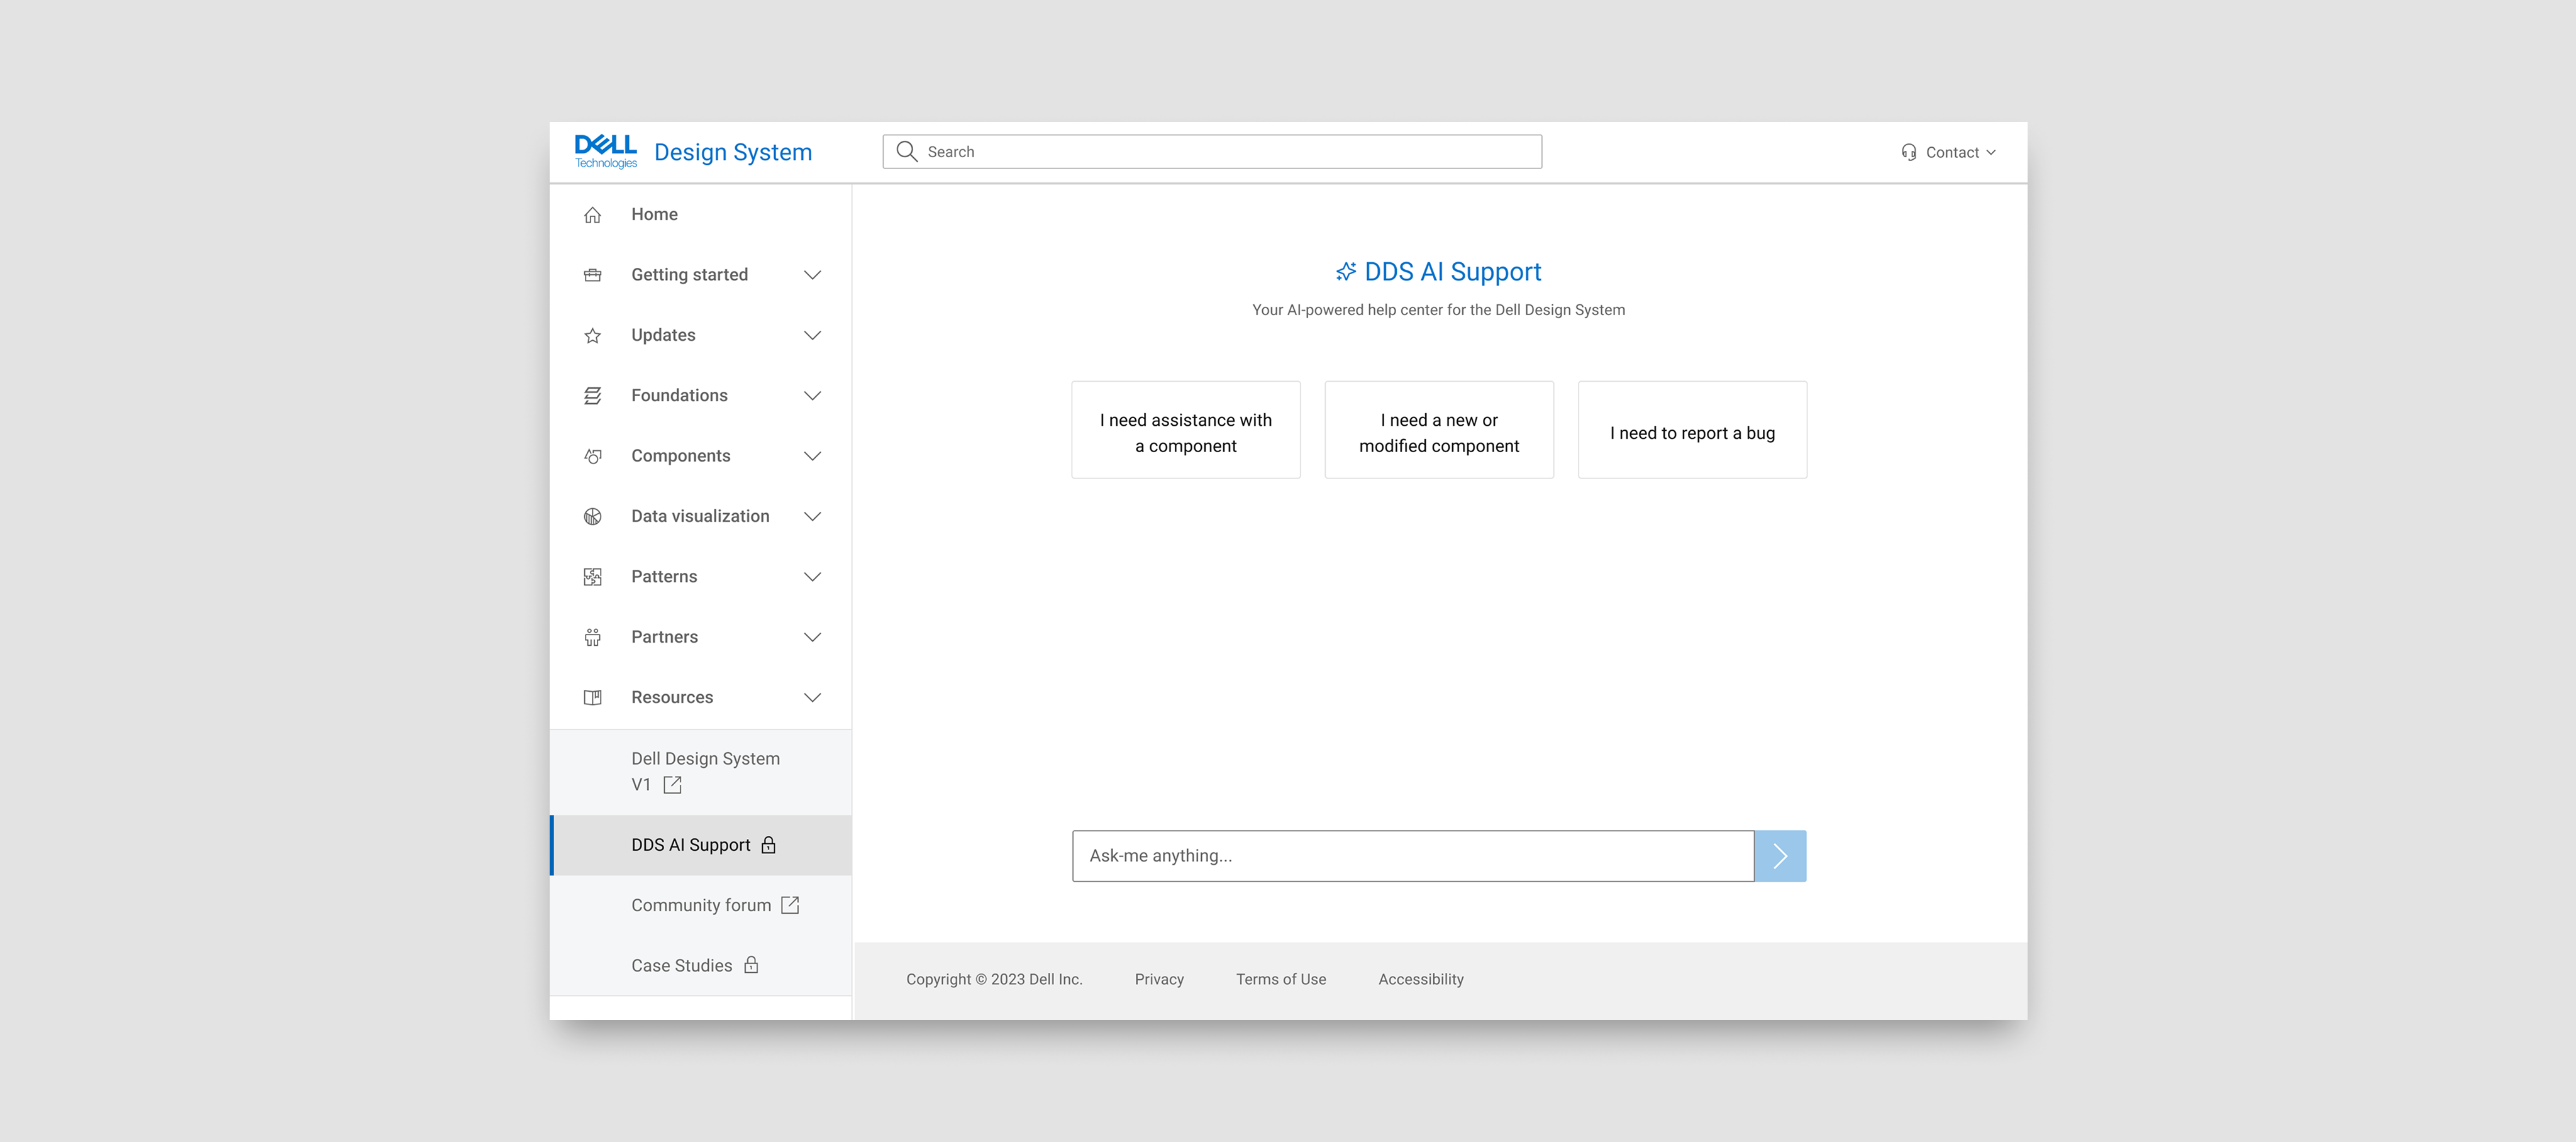 DELL
Technologies
Design System
Search
Contact
Home
Getting started
Updates
Foundations
Components
Data visualization
Patterns
Partners
Resources
Dell Design System
V1
DDS AI Support
Community forum
Case Studies
DDS AI Support
Your AI-powered help center for the Dell Design System
I need assistance with
a component
I need a new or
modified component
I need to report a bug
Ask-me anything...
Copyright © 2023 Dell Inc.
Privacy
Terms of Use
Accessibility